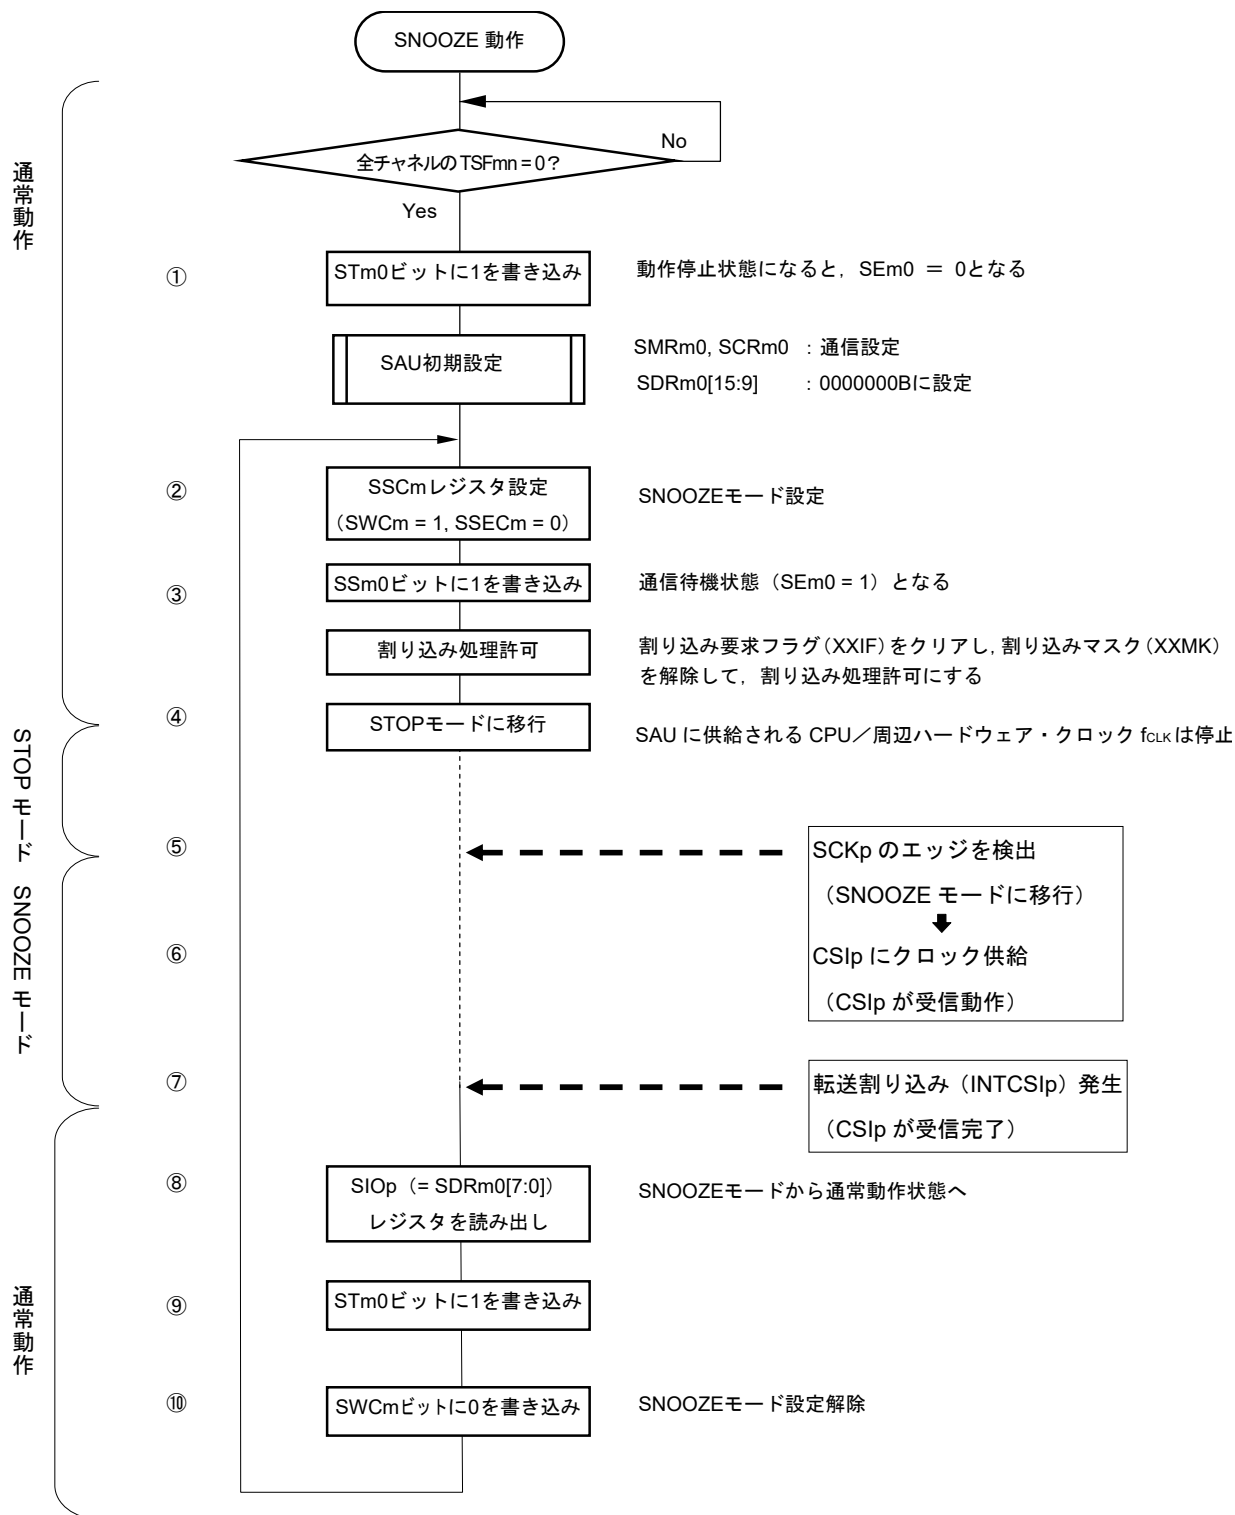 SNOOZE 動作
No
全チャネルの TSFmn = 0?
Yes
通常動作
① STm0ビットに1を書き込み 動作停止状態になると，SEm0 = 0となる
SAU初期設定
SMRm0, SCRm0 : 通信設定
SDRm0[15:9] : 0000000Bに設定
② SSCmレジスタ設定
（SWCm = 1, SSECm = 0）
SNOOZEモード設定
③ SSm0ビットに1を書き込み 通信待機状態（SEm0 = 1）となる
割り込み処理許可
割り込み要求フラグ（XXIF）をクリアし, 割り込みマスク（XXMK）
を解除して，割り込み処理許可にする
④ STOPモードに移行
SAU に供給される CPU／周辺ハードウェア・クロック fCLK は停止
STOP モード
⑤ SCKp のエッジを検出
（SNOOZE モードに移行）
SNOOZE モード
⑥ CSIp にクロック供給
（CSIp が受信動作）
⑦ 転送割り込み（INTCSIp）発生
（CSIp が受信完了）
⑧ SIOp（= SDRm0[7:0]）
レジスタを読み出し
SNOOZEモードから通常動作状態へ
通常動作
⑨ STm0ビットに1を書き込み
⑩ SWCmビットに0を書き込み SNOOZEモード設定解除